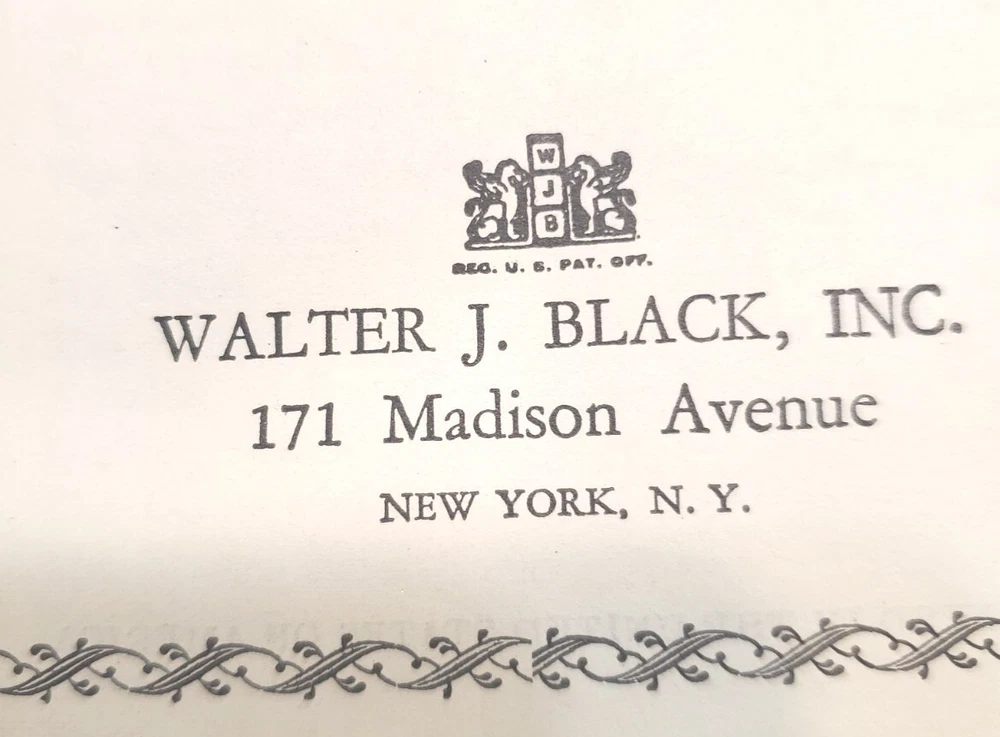 W
J
B
REG. U. S. PAT. OFF.
WALTER J. BLACK, INC.
171 Madison Avenue
NEW YORK, N. Y.